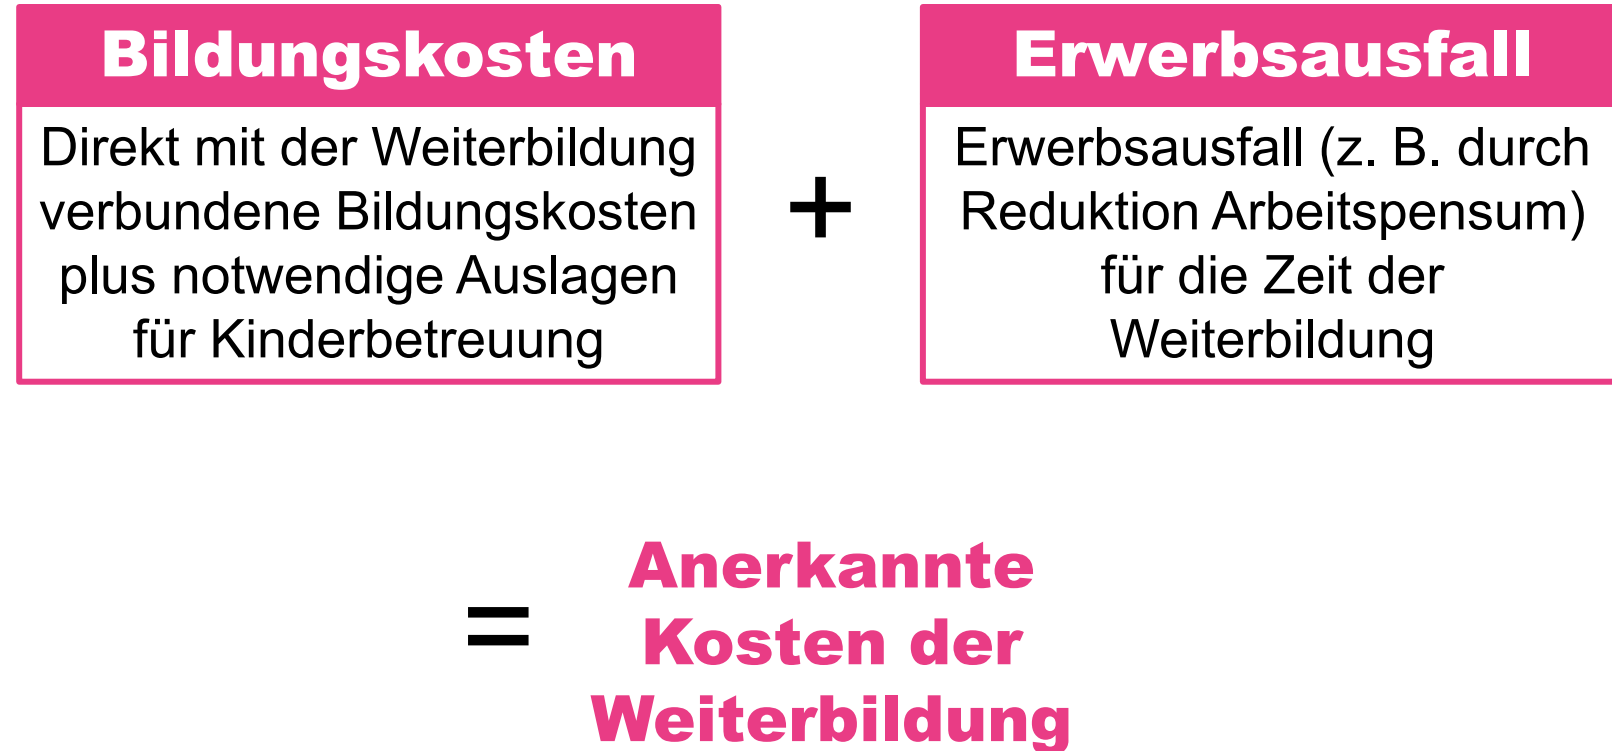 Bildungskosten
Direkt mit der Weiterbildung
verbundene Bildungskosten
plus notwendige Auslagen
für Kinderbetreuung
+
Erwerbsausfall
Erwerbsausfall (z. B. durch
Reduktion Arbeitspensum)
für die Zeit der
Weiterbildung
=
Anerkannte
Kosten der
Weiterbildung